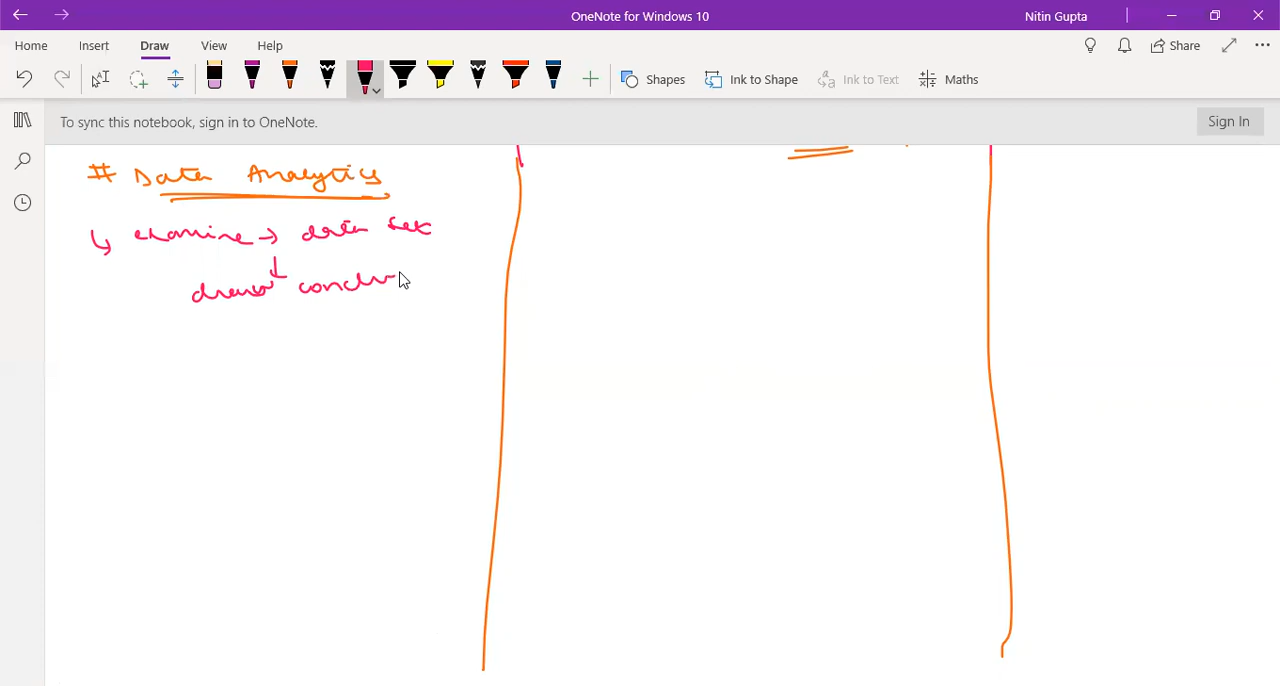 OneNote for Windows 10
Nitin Gupta
Home Insert Draw View Help
Share
Shapes Ink to Shape Ink to Text Maths
To sync this notebook, sign in to OneNote.
Sign In
# Data Analytics
↳ examine → data set
↓
draw conclu